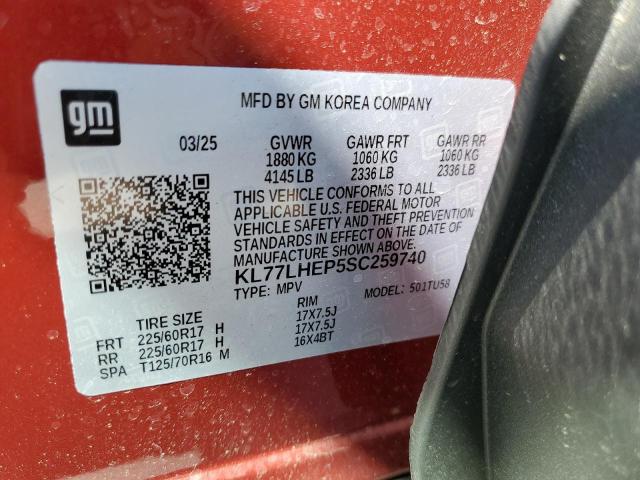 gm
MFD BY GM KOREA COMPANY
03/25 GVWR GAWR FRT GAWR RR
1880 KG 1060 KG 1060 KG
4145 LB 2336 LB 2336 LB
THIS VEHICLE CONFORMS TO ALL
APPLICABLE U.S. FEDERAL MOTOR
VEHICLE SAFETY AND THEFT PREVENTION
STANDARDS IN EFFECT ON THE DATE OF
MANUFACTURE SHOWN ABOVE.
KL77LHEP5SC259740
TYPE: MPV MODEL: 501TU58
TIRE SIZE RIM
FRT 225/60R17 H 17X7.5J
RR 225/60R17 H 17X7.5J
SPA T125/70R16 M 16X4BT